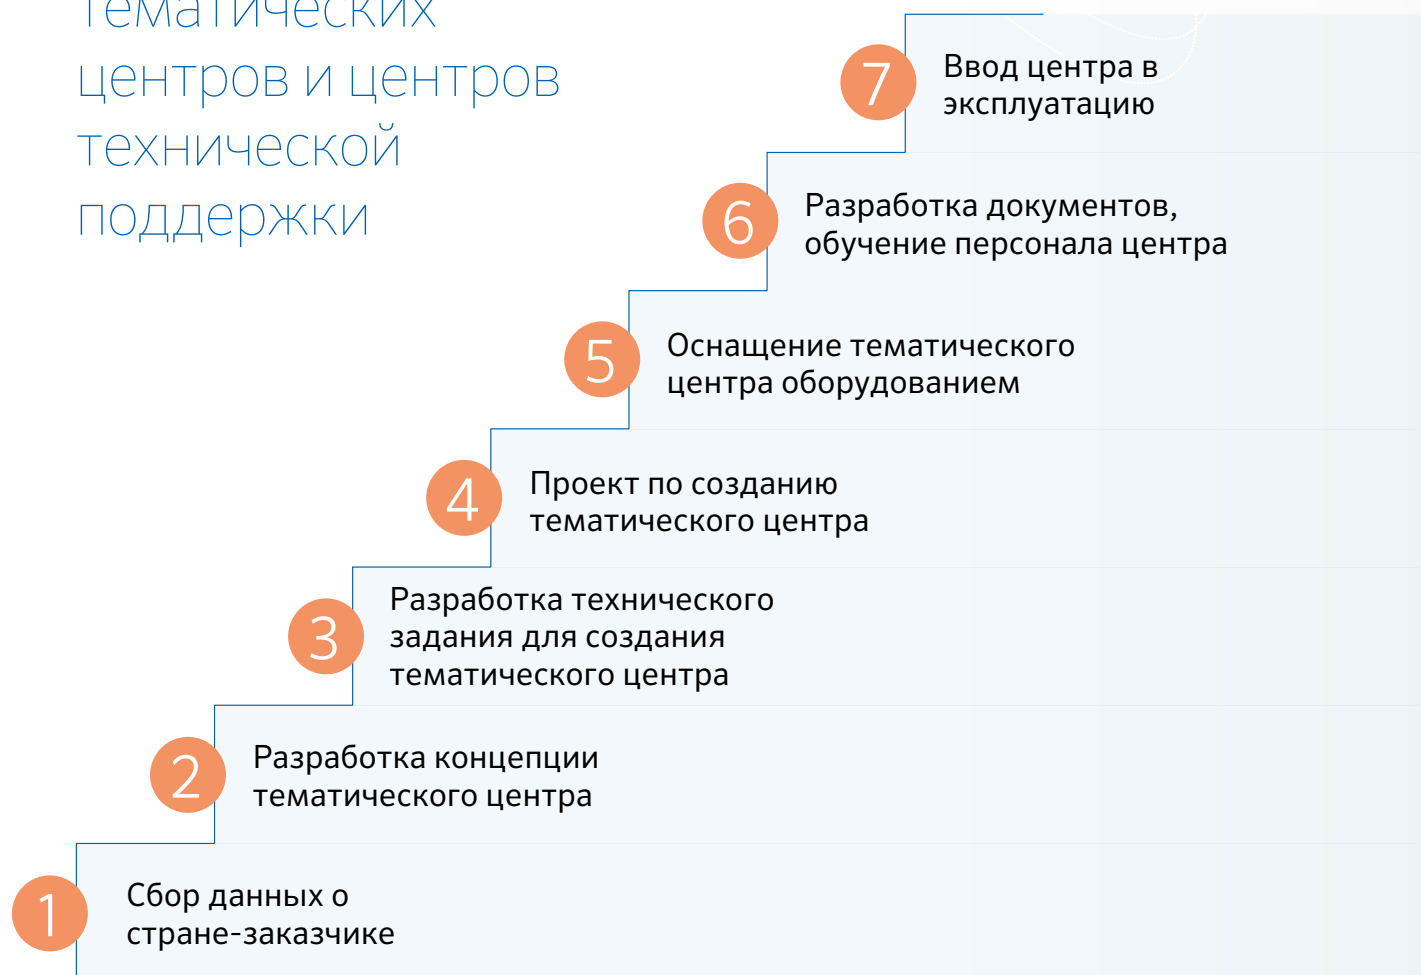 тематических
центров и центров
технической
поддержки
7
Ввод центра в
эксплуатацию
6
Разработка документов,
обучение персонала центра
5
Оснащение тематического
центра оборудованием
4
Проект по созданию
тематического центра
3
Разработка технического
задания для создания
тематического центра
2
Разработка концепции
тематического центра
1
Сбор данных о
стране-заказчике